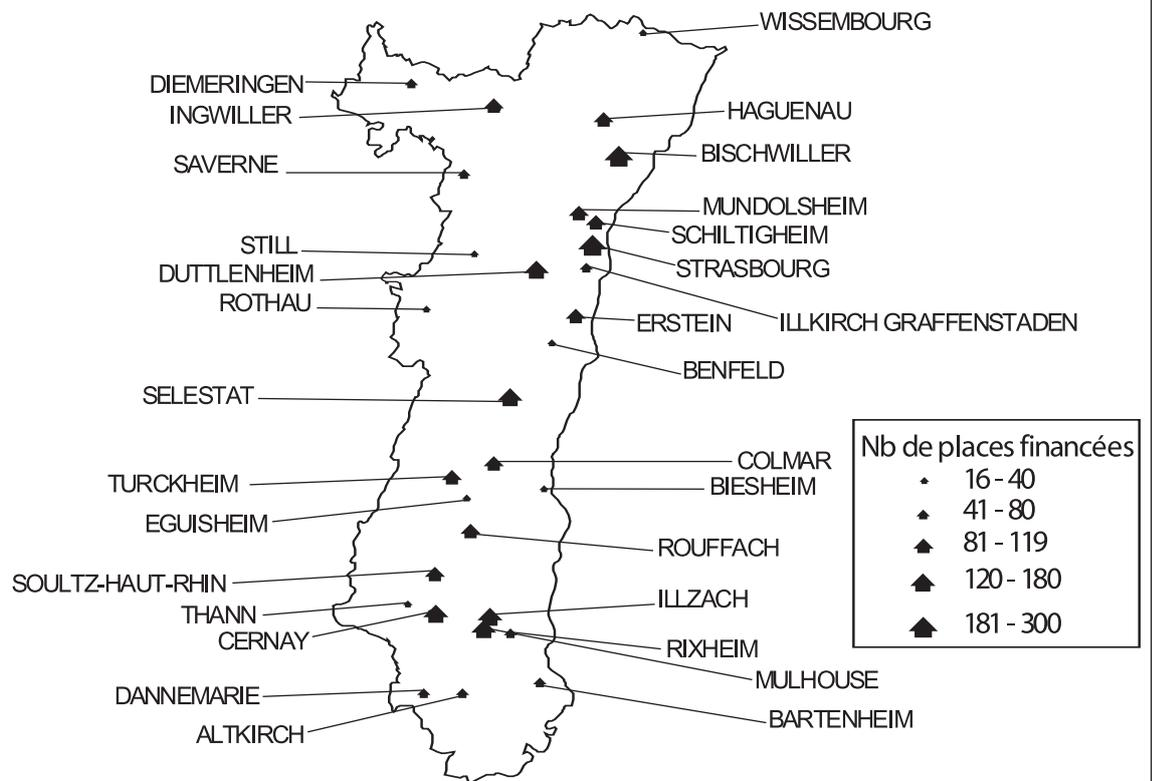 WISSEMBOURG
DIEMERINGEN
INGWILLER
HAGUENAU
BISCHWILLER
SAVERNE
MUNDOLSHEIM
SCHILTIGHEIM
STILL
STRASBOURG
DUTTLENHEIM
ROTHAU
ERSTEIN
ILLKIRCH GRAFFENSTADEN
BENFELD
SELESTAT
COLMAR
TURCKHEIM
BIESHEIM
EGUISHEIM
ROUFFACH
SOULTZ-HAUT-RHIN
THANN
ILLZACH
CERNAY
RIXHEIM
MULHOUSE
DANNEMARIE
BARTENHEIM
ALTKIRCH
Nb de places financées
16 - 40
41 - 80
81 - 119
120 - 180
181 - 300